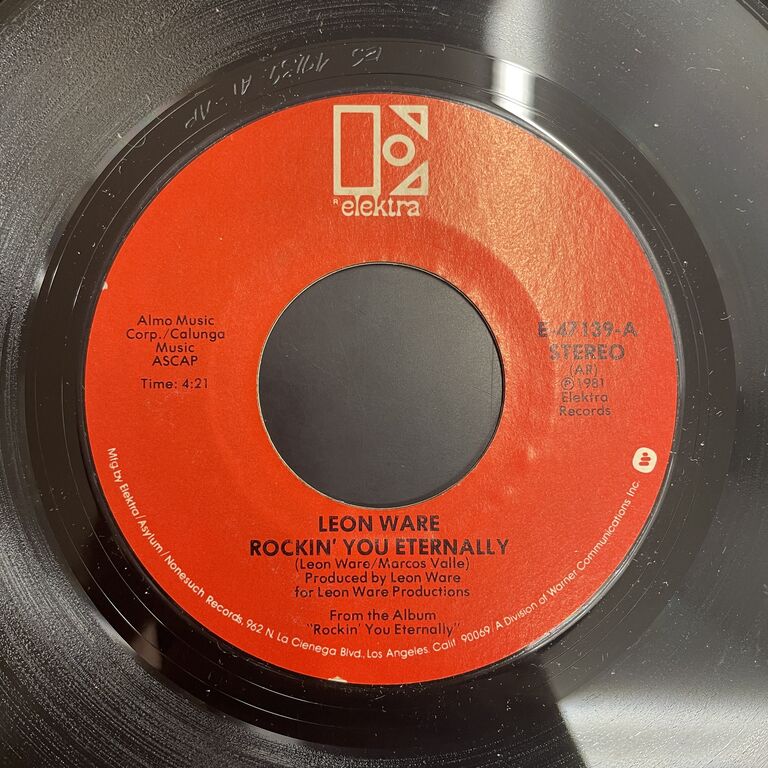 elektra
Almo Music
Corp./Calunga
Music
ASCAP
Time: 4:21
E-47139-A
STEREO
(AR)
Ⓟ 1981
Elektra
Records
LEON WARE
ROCKIN' YOU ETERNALLY
(Leon Ware/Marcos Valle)
Produced by Leon Ware
for Leon Ware Productions
From the Album
"Rockin' You Eternally"
Mfg by Elektra/Asylum/Nonesuch Records, 962 N. La Cienega Blvd., Los Angeles, Calif. 90069/A Division of Warner Communications Inc.